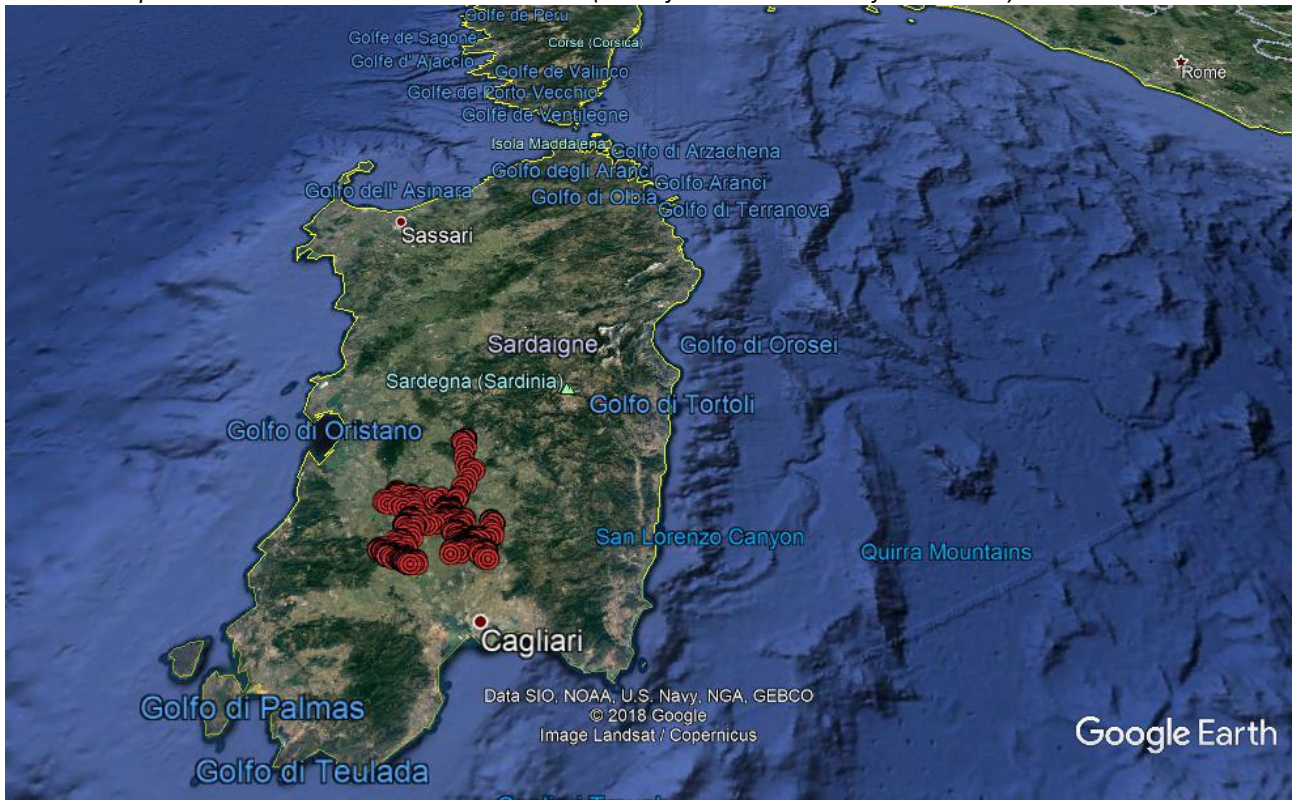 Golfe de Peru
Golfe de Sagone
Corse (Corsica)
Golfe d' Ajaccio
Golfe de Valinco
Rome
Golfe de Porto-Vecchio
Golfe de Ventilegne
Isola Maddalena
Golfo di Arzachena
Golfo degli Aranci
Golfo Aranci
Golfo dell' Asinara
Golfo di Olbia
Golfo di Terranova
Sassari
Sardaigne
Golfo di Orosei
Sardegna (Sardinia)
Golfo di Tortoli
Golfo di Oristano
San Lorenzo Canyon
Quirra Mountains
Cagliari
Data SIO, NOAA, U.S. Navy, NGA, GEBCO
© 2018 Google
Image Landsat / Copernicus
Golfo di Palmas
Google Earth
Golfo di Teulada